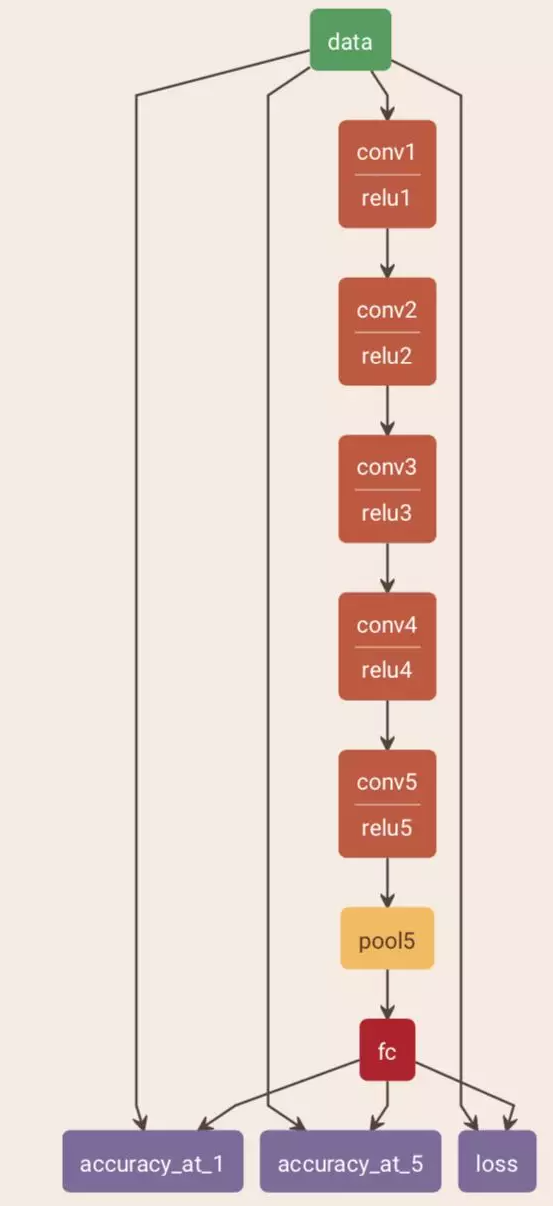 data
conv1
relu1
conv2
relu2
conv3
relu3
conv4
relu4
conv5
relu5
pool5
fc
accuracy_at_1
accuracy_at_5
loss